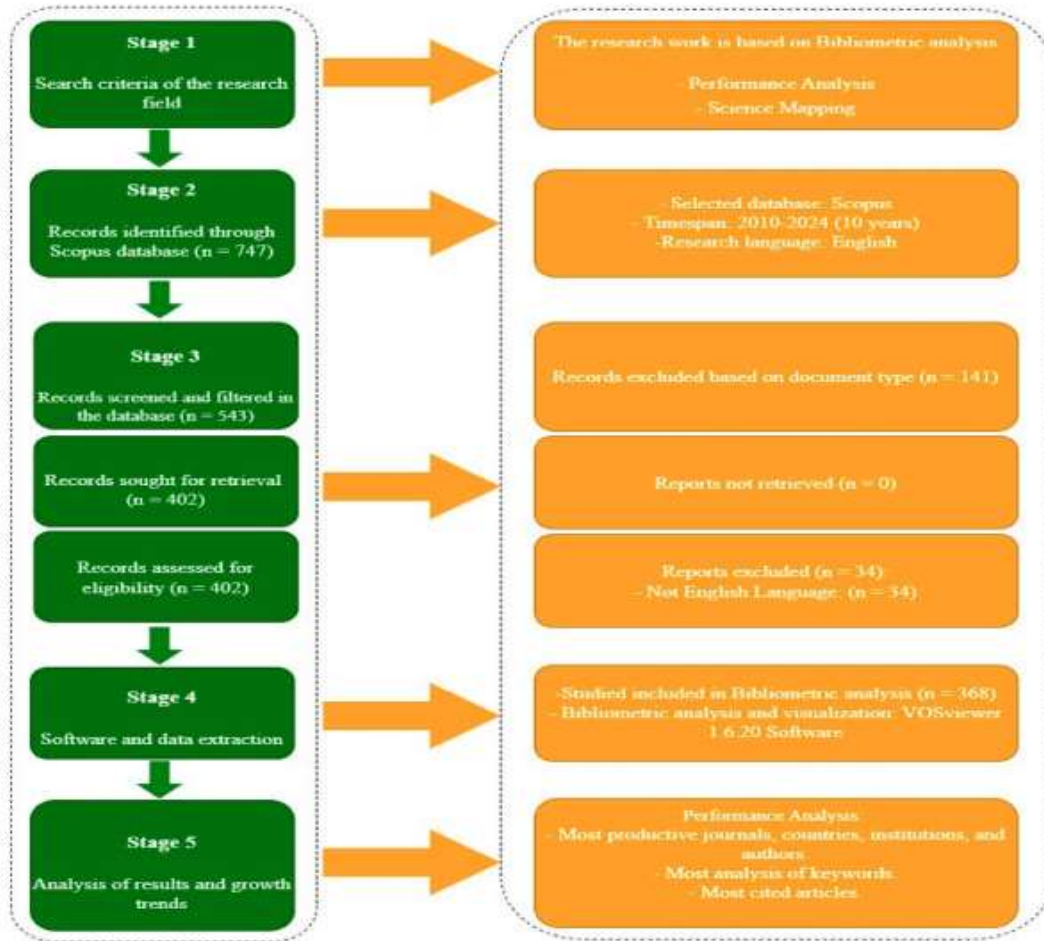 Stage 1
Search criteria of the research
field
The research work is based on Bibliometric analysis
- Performance Analysis
- Science Mapping
Stage 2
Records identified through
Scopus database (n = 747)
- Selected database: Scopus
- Timespan: 2010-2024 (10 years)
-Research language: English
Stage 3
Records screened and filtered in
the database (n = 543)
Records excluded based on document type (n = 141)
Records sought for retrieval
(n = 402)
Reports not retrieved (n = 0)
Records assessed for
eligibility (n = 402)
Reports excluded (n = 34)
- Not English Language: (n = 34)
Stage 4
Software and data extraction
-Studied included in Bibliometric analysis (n = 368)
- Bibliometric analysis and visualization: VOSviewer
1.6.20 Software
Stage 5
Analysis of results and growth
trends
Performance Analysis
- Most productive journals, countries, institutions, and
authors.
- Most analysis of keywords.
- Most cited articles